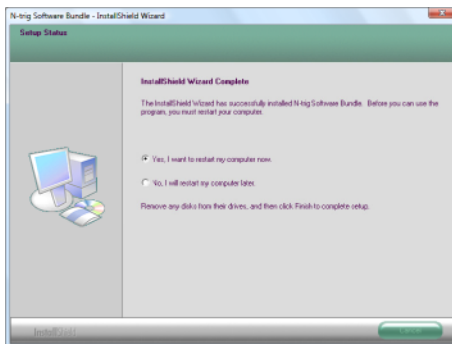 N-trig Software Bundle - InstallShield Wizard
Setup Status
InstallShield Wizard Complete
The InstallShield Wizard has successfully installed N-trig Software Bundle. Before you can use the
program, you must restart your computer.
Yes, I want to restart my computer now.
No, I will restart my computer later.
Remove any disks from their drives, and then click Finish to complete setup.
InstallShield